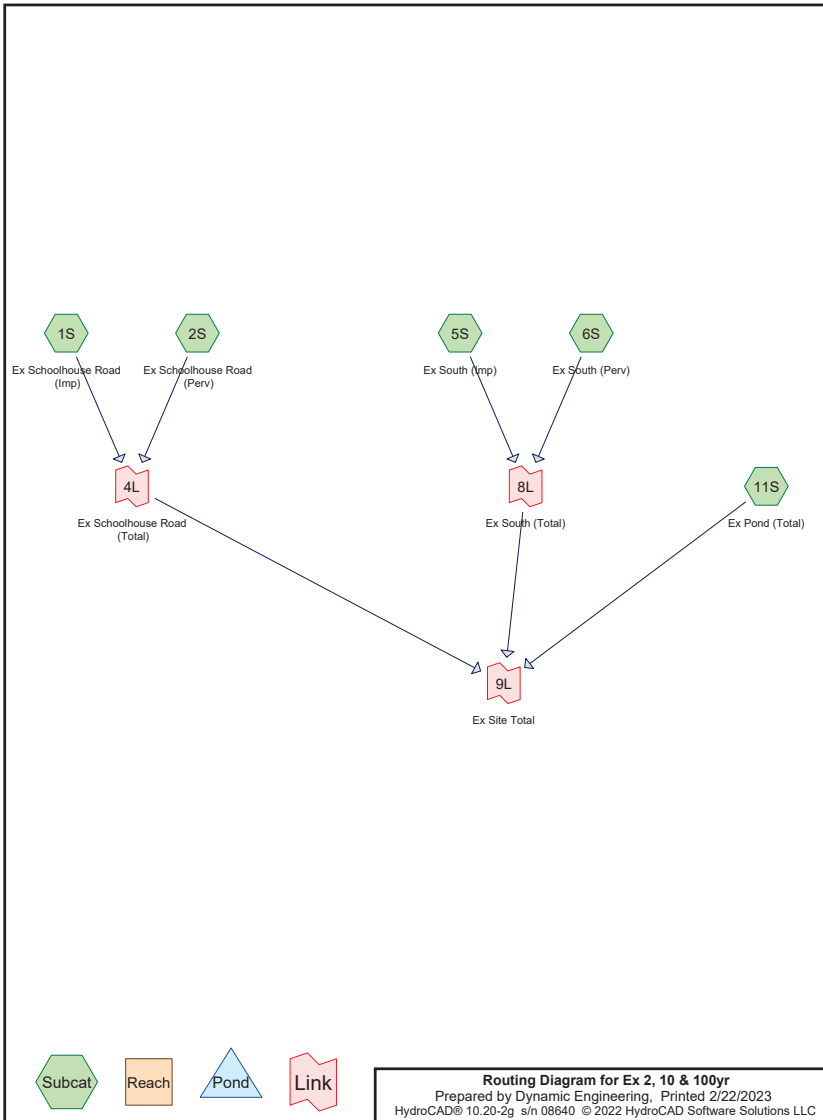 1S
2S
5S
6S
Ex Schoolhouse Road
(Imp)
Ex Schoolhouse Road
(Perv)
Ex South (Imp)
Ex South (Perv)
4L
8L
11S
Ex Schoolhouse Road
(Total)
Ex South (Total)
Ex Pond (Total)
9L
Ex Site Total
Subcat
Reach
Pond
Link
Routing Diagram for Ex 2, 10 & 100yr
Prepared by Dynamic Engineering, Printed 2/22/2023
HydroCAD® 10.20-2g s/n 08640 © 2022 HydroCAD Software Solutions LLC